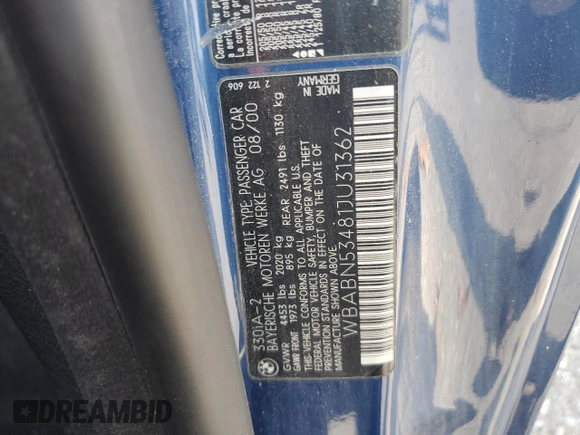 330iA-2 VEHICLE TYPE: PASSENGER CAR
BAYERISCHE MOTOREN WERKE AG 08/00
GVWR 4453 lbs 2020 kg
GAWR FRONT 1973 lbs 895 kg REAR 2491 lbs 1130 kg
THIS VEHICLE CONFORMS TO ALL APPLICABLE U.S.
FEDERAL MOTOR VEHICLE SAFETY, BUMPER AND THEFT
PREVENTION STANDARDS IN EFFECT ON THE DATE OF
MANUFACTURE SHOWN ABOVE.
WBABN53481JU31362
2 122 606
MADE IN
GERMANY
DREAMBID